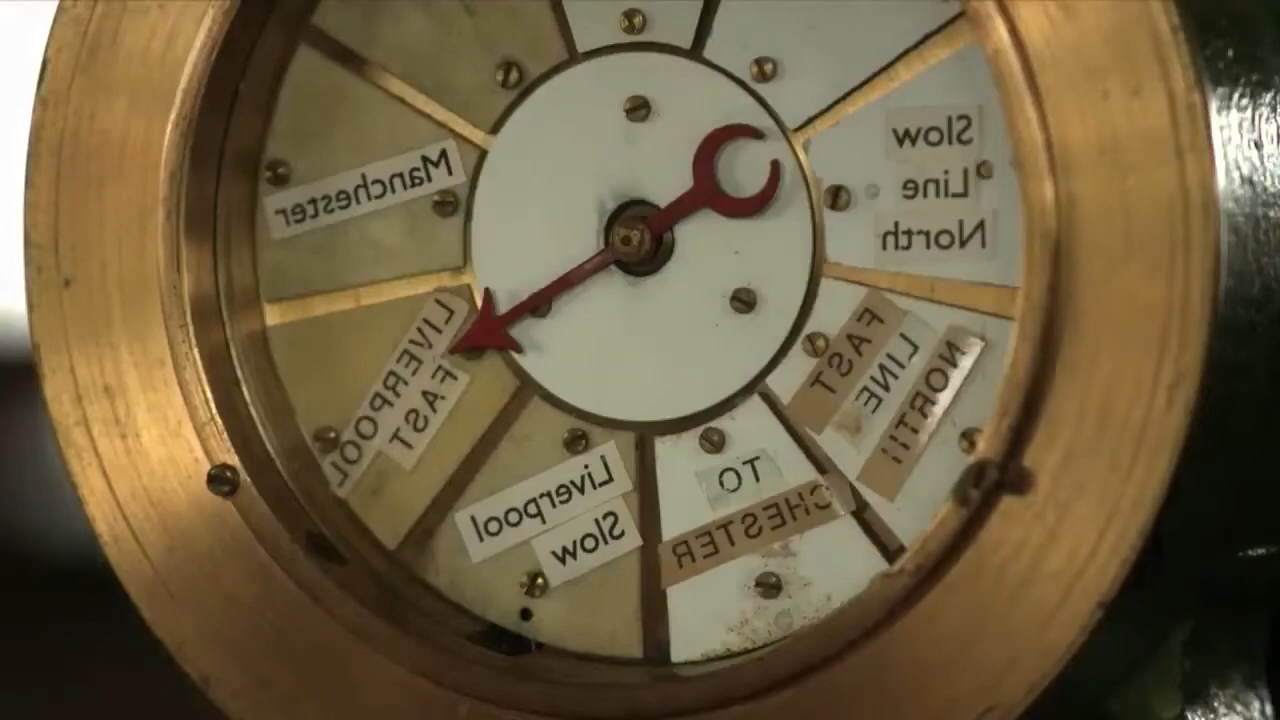 Manchester
LIVERPOOL
FAST
Liverpool
Slow
TO
CHESTER
FAST
LINE
NORTH
Slow
Line
North